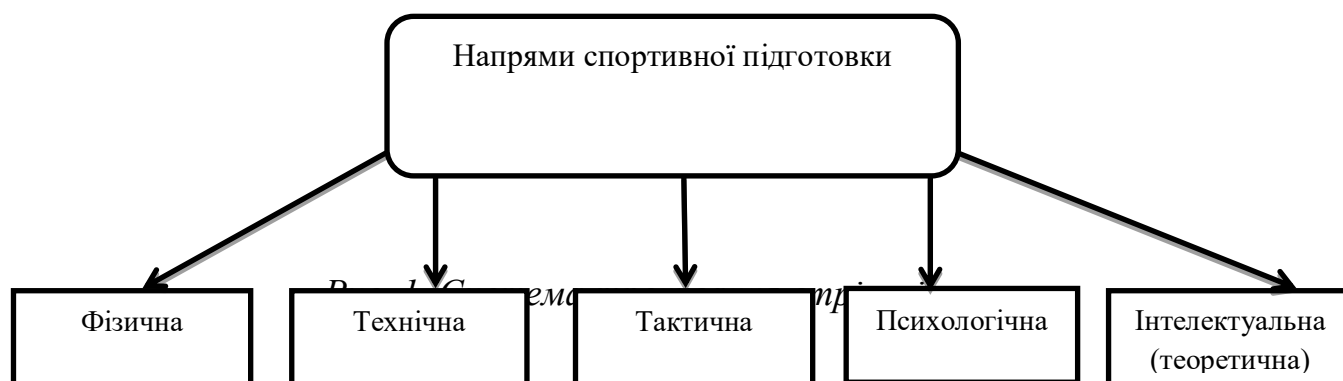 Напрями спортивної підготовки
Фізична
Технічна
Тактична
Психологічна
Інтелектуальна
(теоретична)